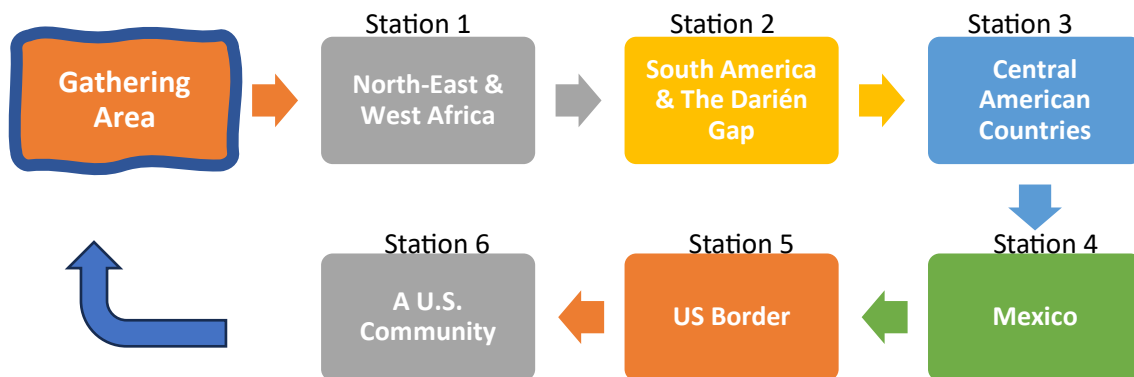 Station 1
Station 2
Station 3
Gathering
Area
North-East &
West Africa
South America
& The Darién
Gap
Central
American
Countries
Station 6
Station 5
Station 4
A U.S.
Community
US Border
Mexico